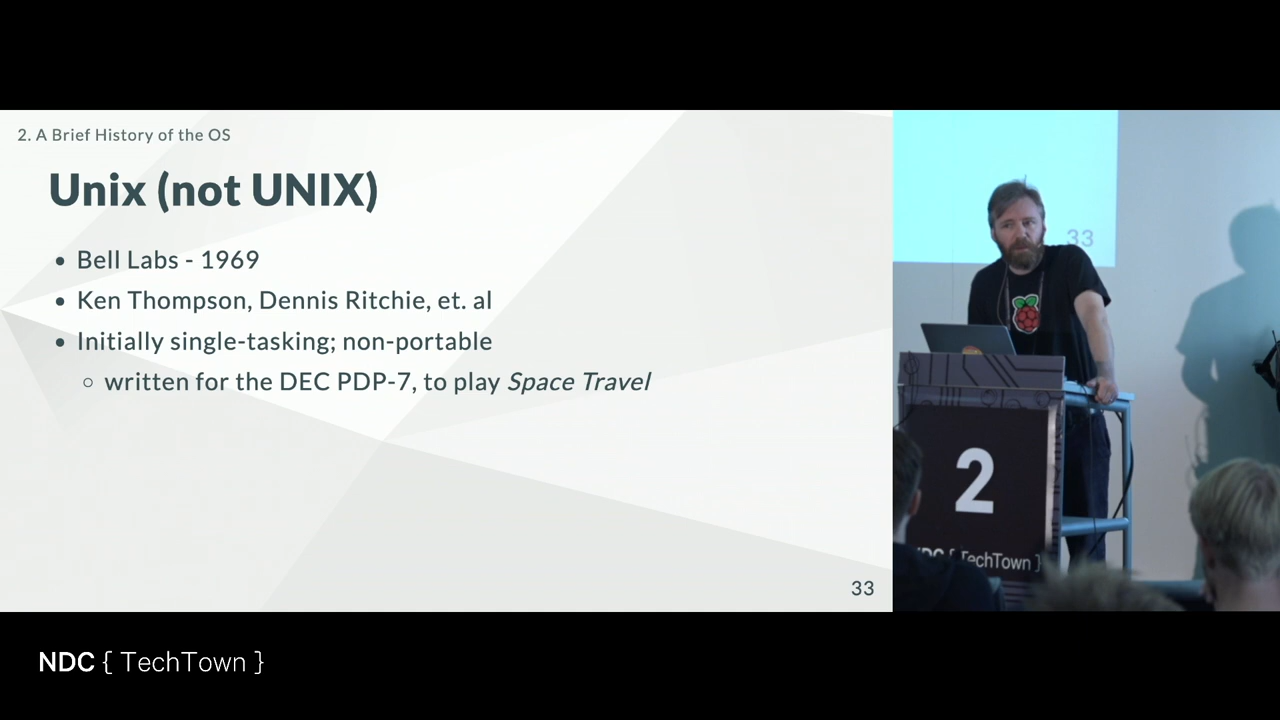 2. A Brief History of the OS
Unix (not UNIX)
• Bell Labs - 1969
• Ken Thompson, Dennis Ritchie, et. al
• Initially single-tasking; non-portable
○ written for the DEC PDP-7, to play Space Travel
33
33
2
NDC { TechTown }
NDC { TechTown }